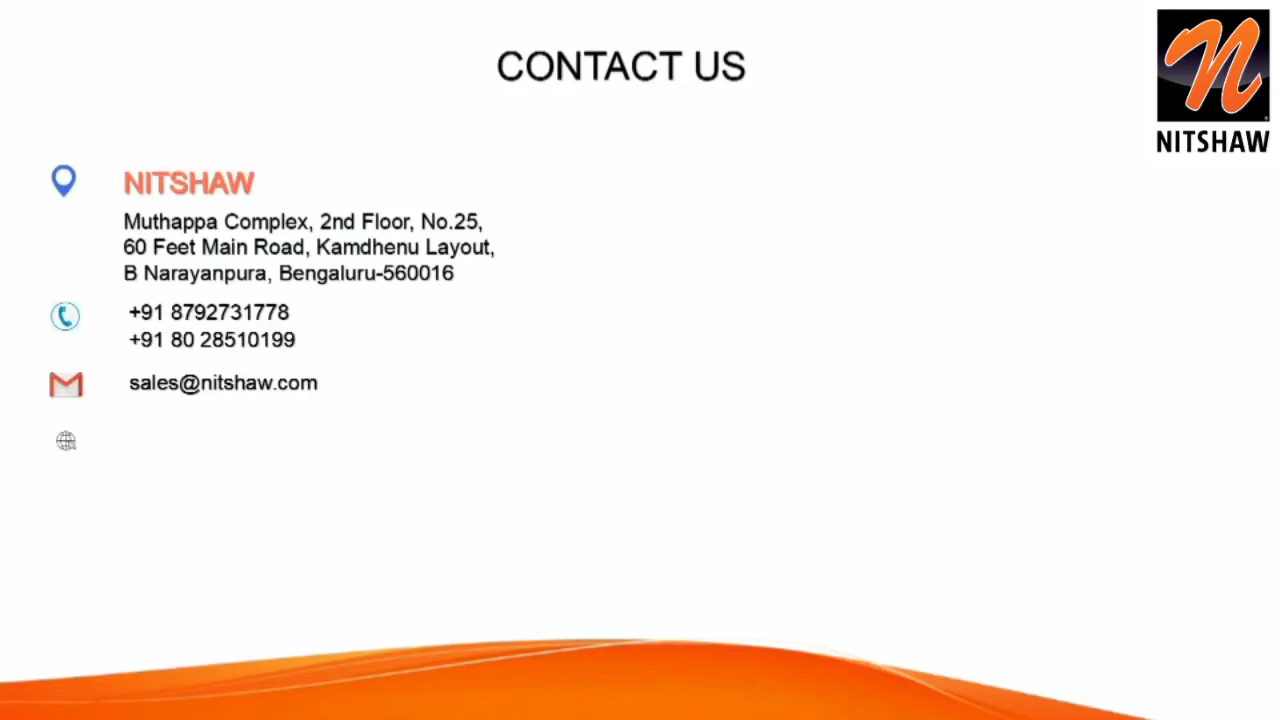 CONTACT US
NITSHAW
NITSHAW
Muthappa Complex, 2nd Floor, No.25,
60 Feet Main Road, Kamdhenu Layout,
B Narayanpura, Bengaluru-560016
+91 8792731778
+91 80 28510199
sales@nitshaw.com